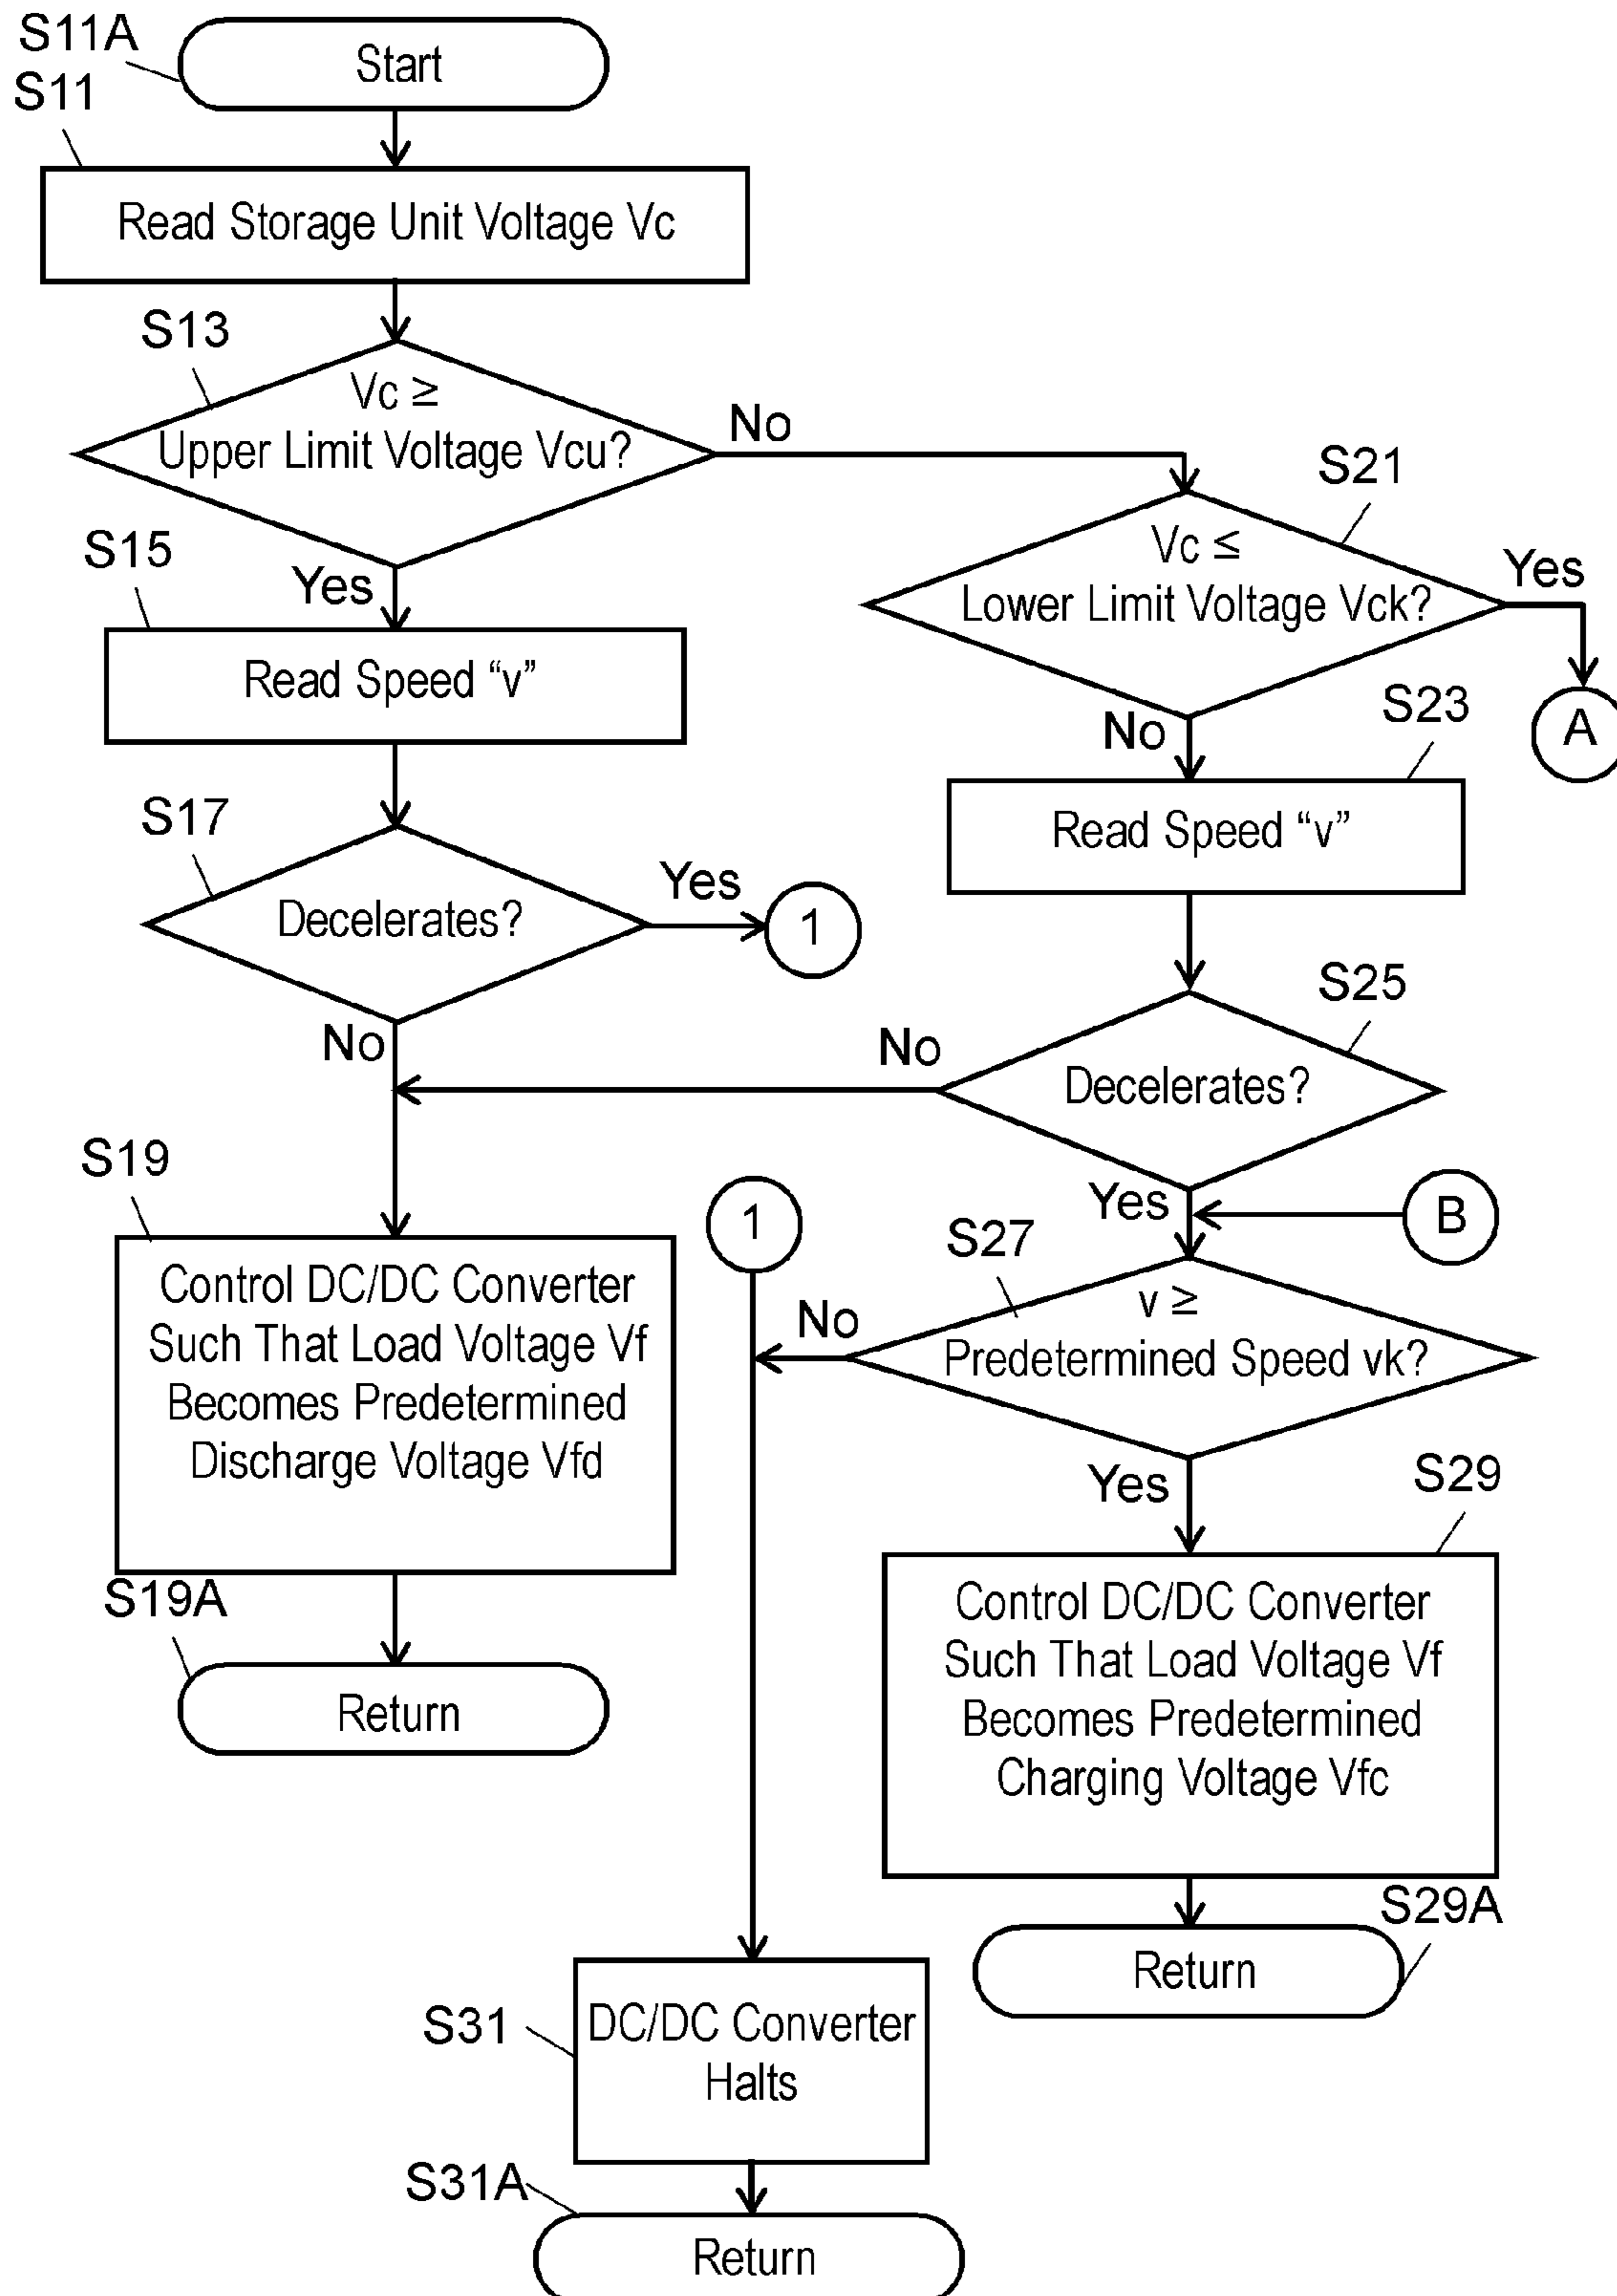 S11A
Start
S11
Read Storage Unit Voltage Vc
S13
Vc ≥
Upper Limit Voltage Vcu?
No
Yes
S21
Vc ≤
Lower Limit Voltage Vck?
Yes
A
No
S15
Read Speed “v”
S23
Read Speed “v”
S17
Decelerates?
Yes
1
No
S25
Decelerates?
No
Yes
B
S19
Control DC/DC Converter
Such That Load Voltage Vf
Becomes Predetermined
Discharge Voltage Vfd
S19A
Return
1
S27
v ≥
Predetermined Speed vk?
No
Yes
S29
Control DC/DC Converter
Such That Load Voltage Vf
Becomes Predetermined
Charging Voltage Vfc
S29A
Return
S31
DC/DC Converter
Halts
S31A
Return